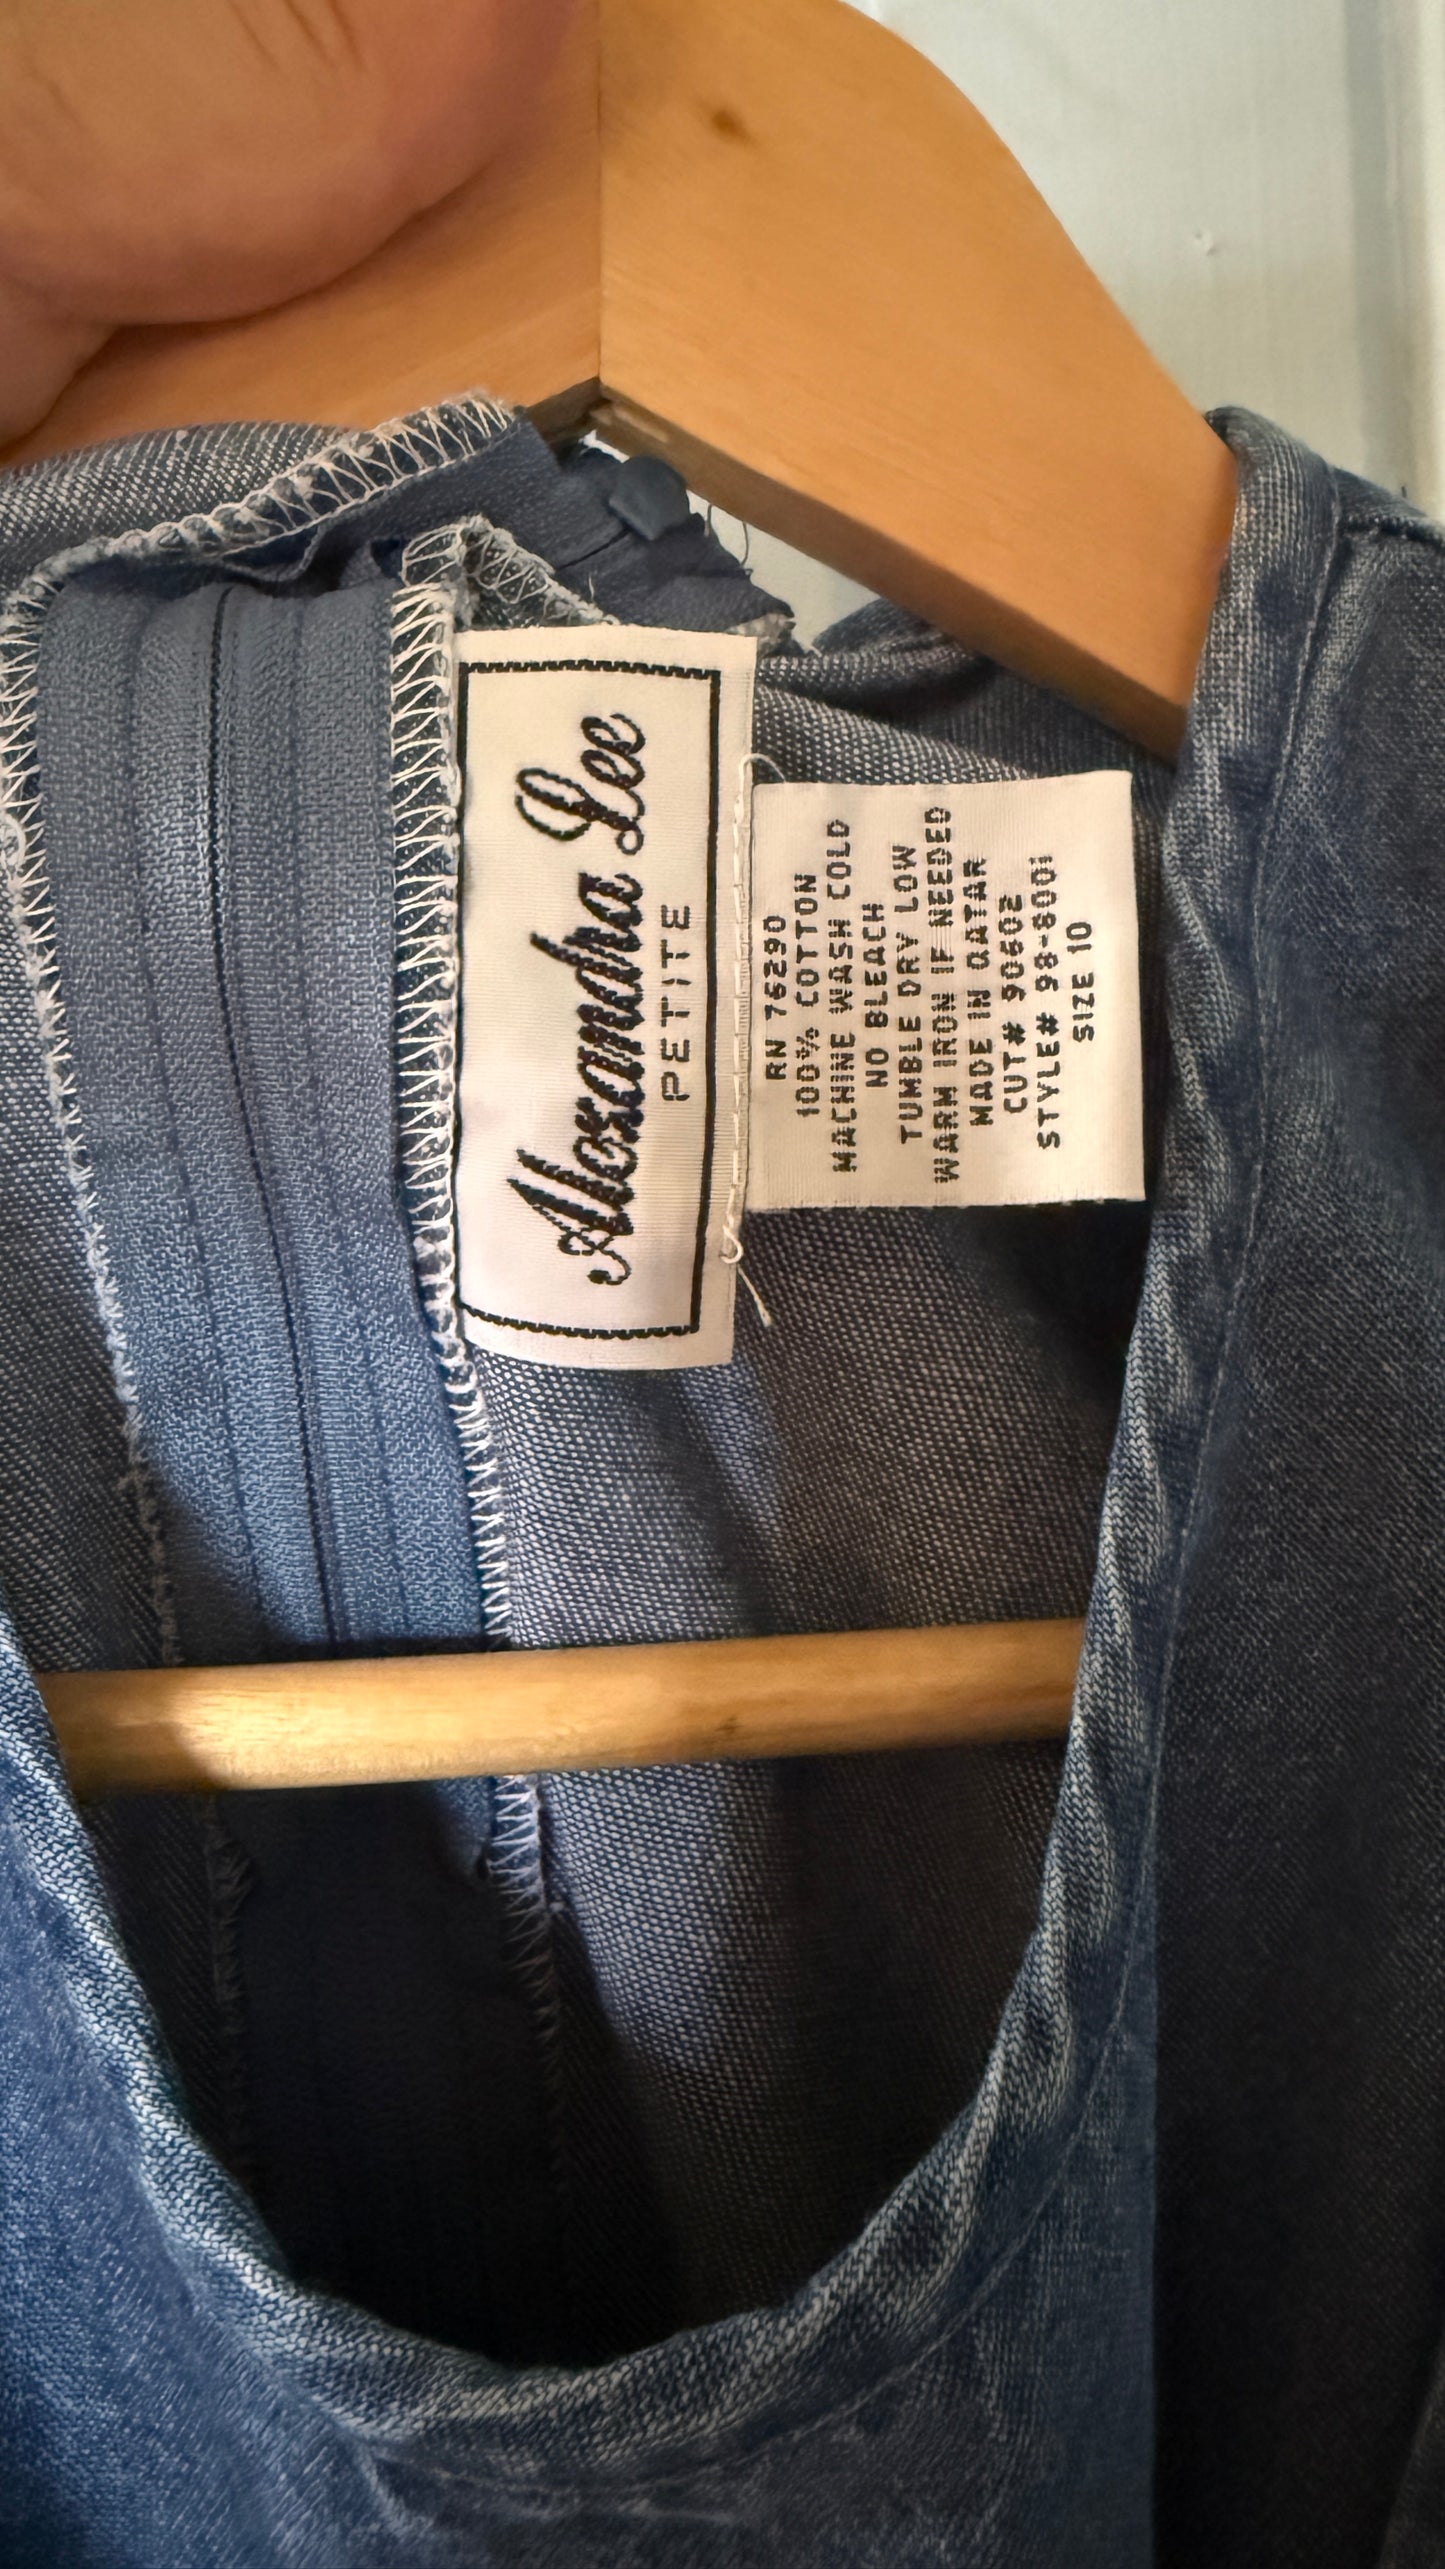 Alesandra Lee
PETITE
RN 76290
100% COTTON
MACHINE WASH COLD
NO BLEACH
TUMBLE DRY LOW
WARM IRON IF NEEDED
MADE IN QATAR
CUT# 90602
STYLE# 98-8001
SIZE 10